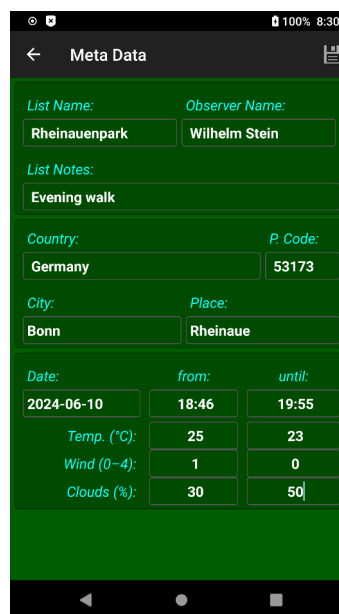 100% 8:30
Meta Data
List Name: Observer Name:
Rheinauenpark Wilhelm Stein
List Notes:
Evening walk
Country: P. Code:
Germany 53173
City: Place:
Bonn Rheinaue
Date: from: until:
2024-06-10 18:46 19:55
Temp. (°C): 25 23
Wind (0–4): 1 0
Clouds (%): 30 50